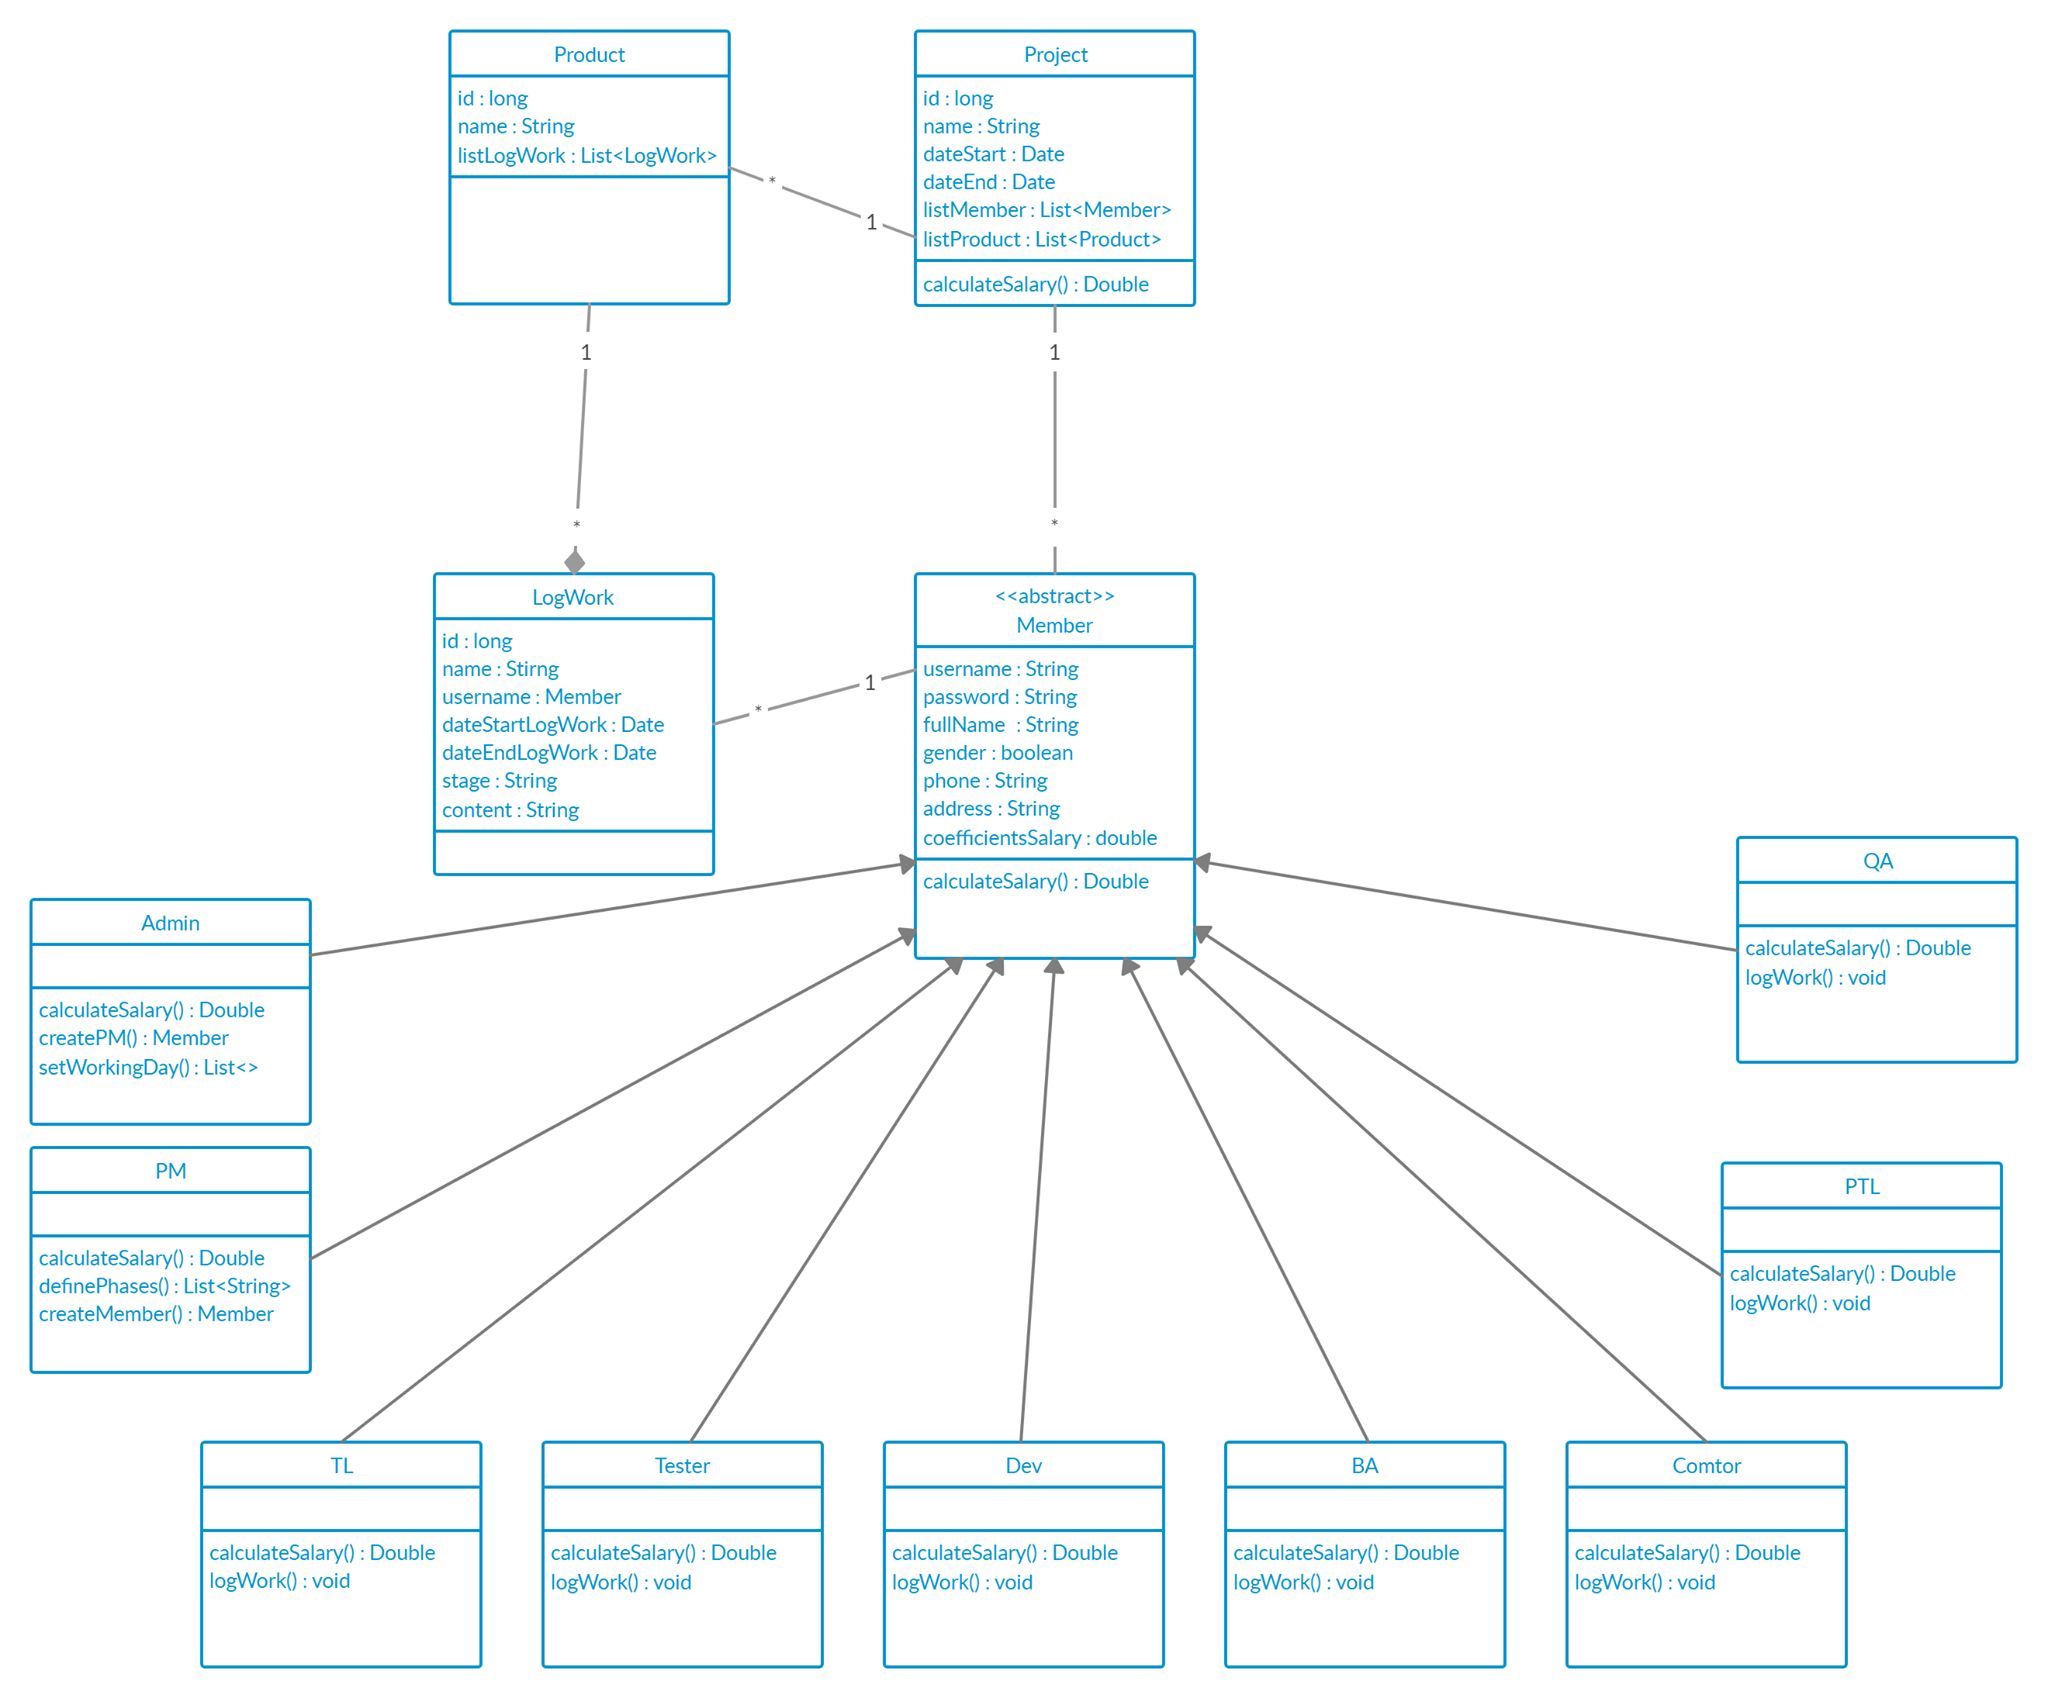 Product
id : long
name : String
listLogWork : List<LogWork>
Project
id : long
name : String
dateStart : Date
dateEnd : Date
listMember : List<Member>
listProduct : List<Product>
calculateSalary() : Double
*
1
1
*
1
*
LogWork
id : long
name : Stirng
username : Member
dateStartLogWork : Date
dateEndLogWork : Date
stage : String
content : String
*
1
<<abstract>>
Member
username : String
password : String
fullName : String
gender : boolean
phone : String
address : String
coefficientsSalary : double
calculateSalary() : Double
QA
calculateSalary() : Double
logWork() : void
Admin
calculateSalary() : Double
createPM() : Member
setWorkingDay() : List<>
PM
calculateSalary() : Double
definePhases() : List<String>
createMember() : Member
PTL
calculateSalary() : Double
logWork() : void
TL
calculateSalary() : Double
logWork() : void
Tester
calculateSalary() : Double
logWork() : void
Dev
calculateSalary() : Double
logWork() : void
BA
calculateSalary() : Double
logWork() : void
Comtor
calculateSalary() : Double
logWork() : void